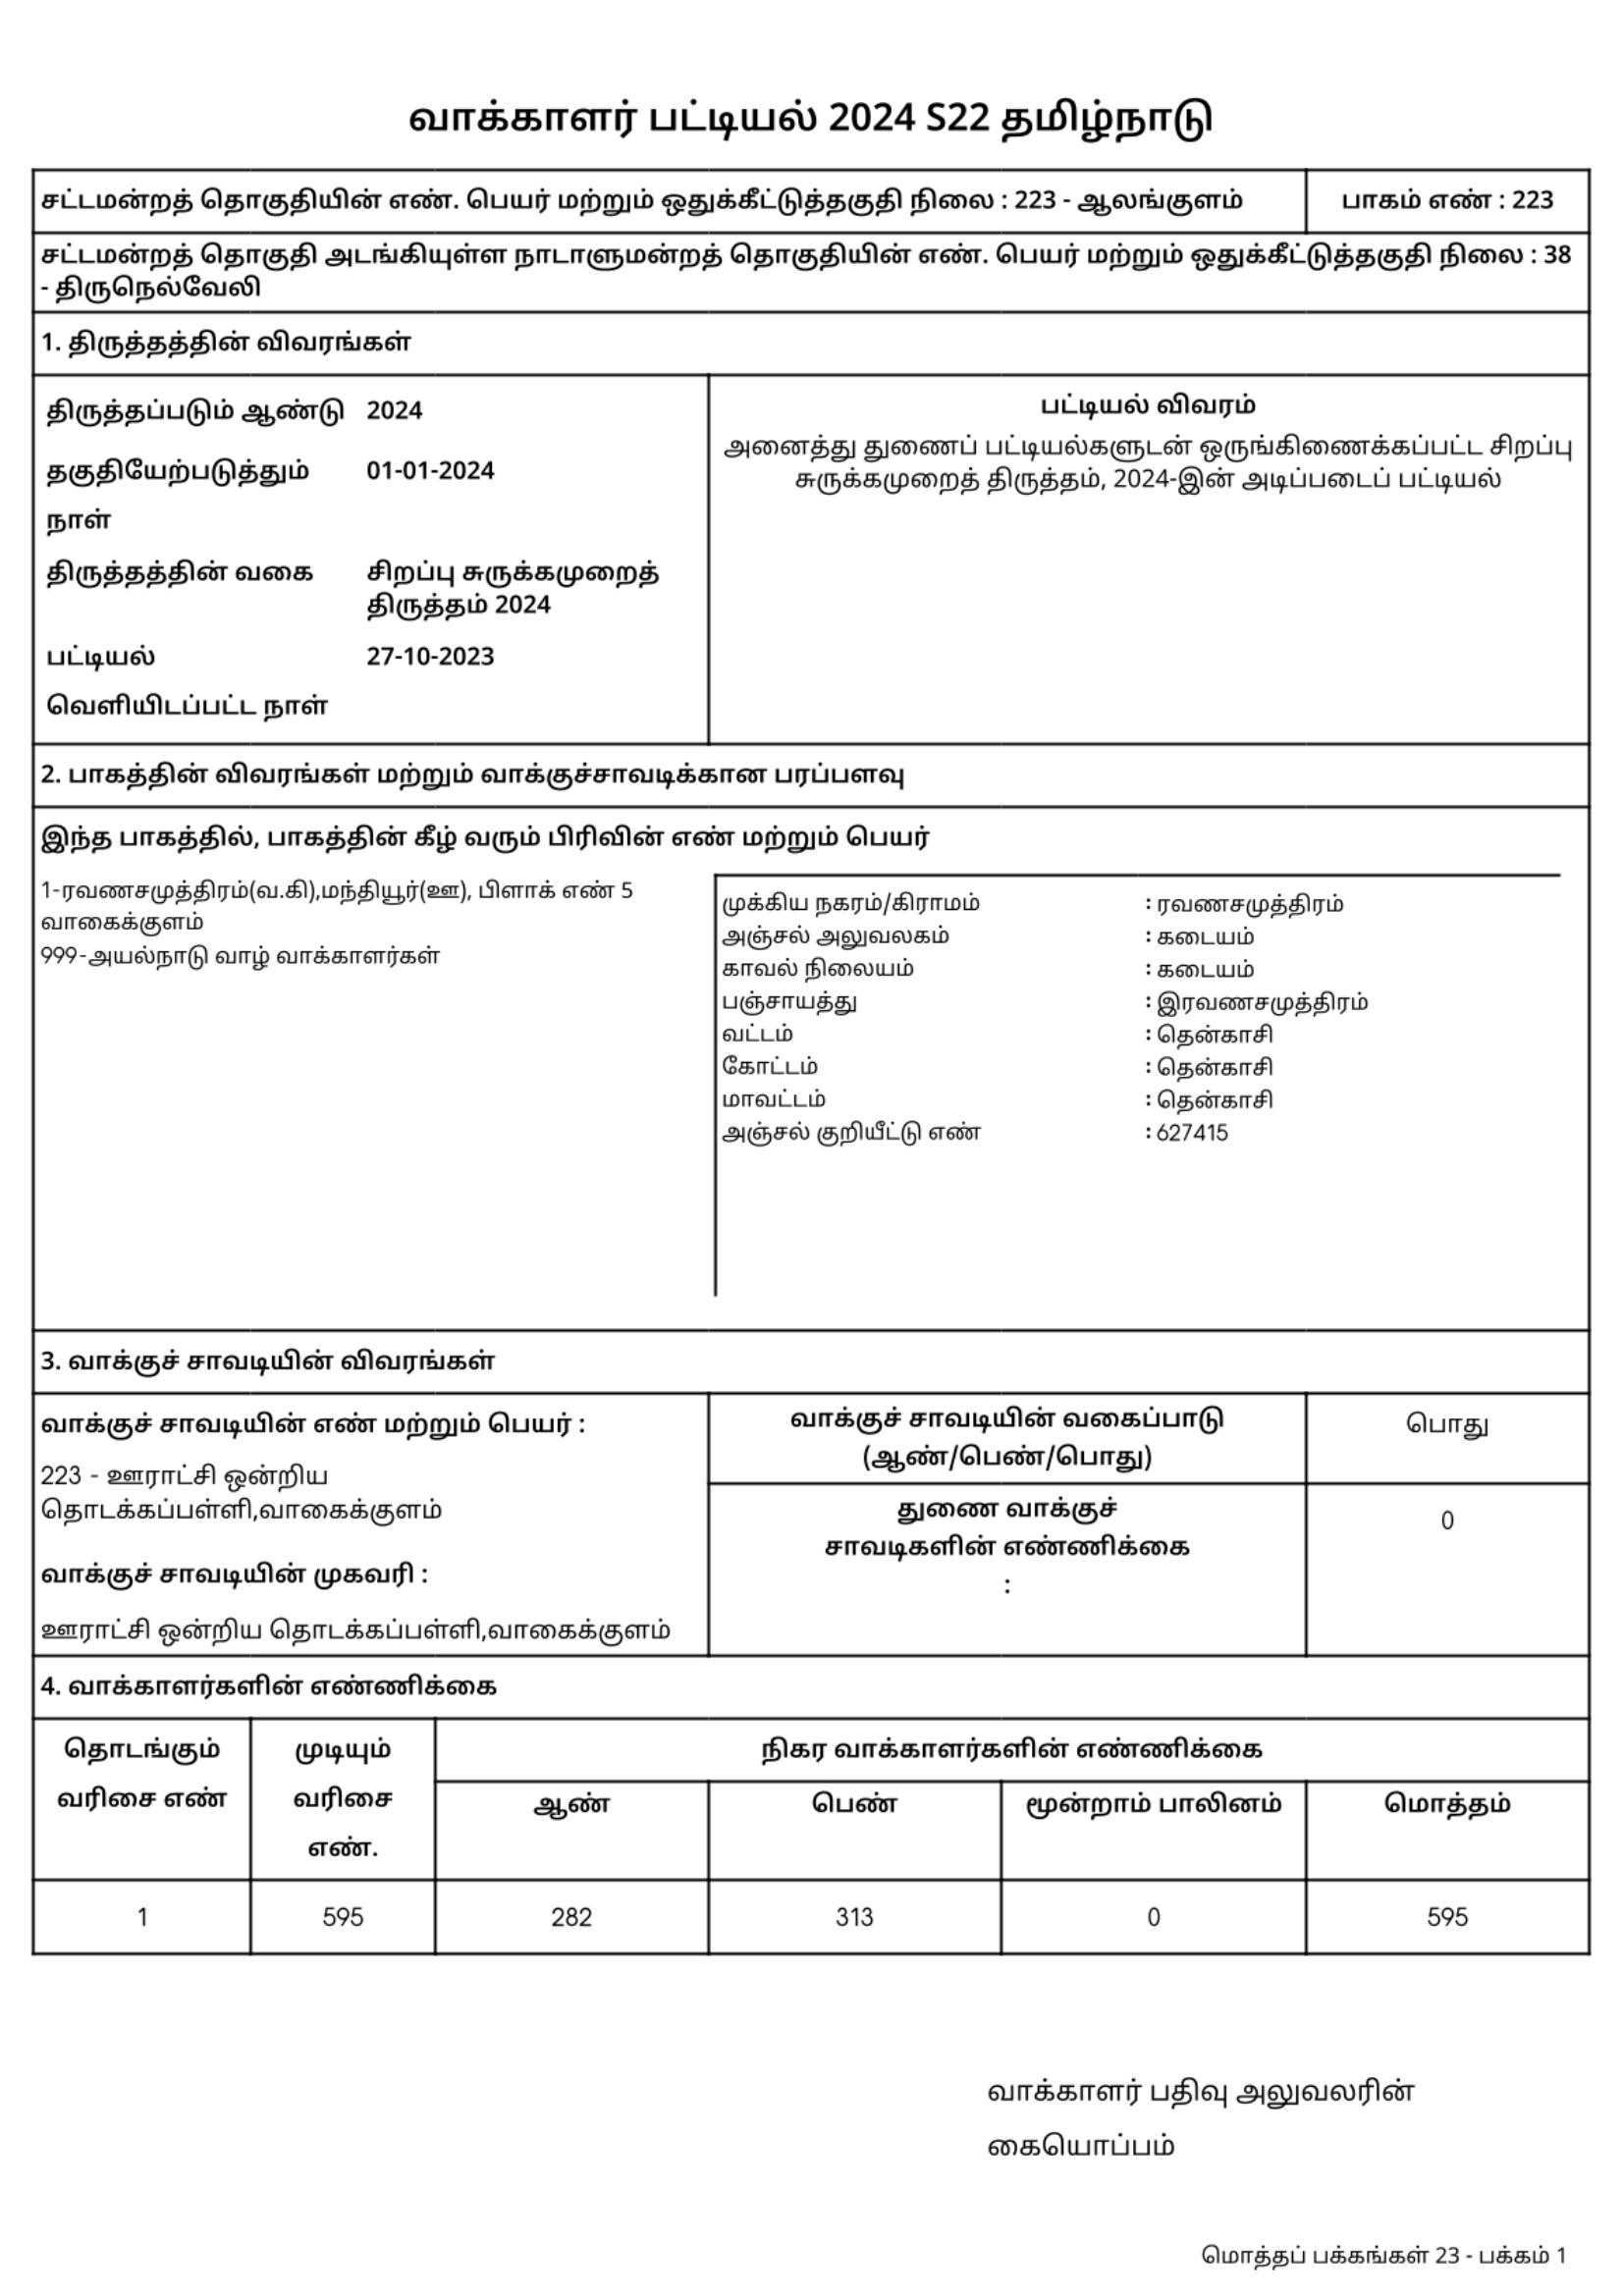 வாக்காளர் பட்டியல் 2024 S22 தமிழ்நாடு
சட்டமன்றத் தொகுதியின் எண். பெயர் மற்றும் ஒதுக்கீட்டுத்தகுதி நிலை : 223 - ஆலங்குளம்
பாகம் எண் : 223
சட்டமன்றத் தொகுதி அடங்கியுள்ள நாடாளுமன்றத் தொகுதியின் எண். பெயர் மற்றும் ஒதுக்கீட்டுத்தகுதி நிலை : 38
- திருநெல்வேலி
1. திருத்தத்தின் விவரங்கள்
திருத்தப்படும் ஆண்டு 2024
தகுதியேற்படுத்தும் 01-01-2024
நாள்
திருத்தத்தின் வகை சிறப்பு சுருக்கமுறைத்
திருத்தம் 2024
பட்டியல் 27-10-2023
வெளியிடப்பட்ட நாள்
பட்டியல் விவரம்
அனைத்து துணைப் பட்டியல்களுடன் ஒருங்கிணைக்கப்பட்ட சிறப்பு
சுருக்கமுறைத் திருத்தம், 2024-இன் அடிப்படைப் பட்டியல்
2. பாகத்தின் விவரங்கள் மற்றும் வாக்குச்சாவடிக்கான பரப்பளவு
இந்த பாகத்தில், பாகத்தின் கீழ் வரும் பிரிவின் எண் மற்றும் பெயர்
1-ரவணசமுத்திரம்(வ.கி),மந்தியூர்(ஊ), பிளாக் எண் 5
வாகைக்குளம்
999-அயல்நாடு வாழ் வாக்காளர்கள்
முக்கிய நகரம்/கிராமம் : ரவணசமுத்திரம்
அஞ்சல் அலுவலகம் : கடையம்
காவல் நிலையம் : கடையம்
பஞ்சாயத்து : இரவணசமுத்திரம்
வட்டம் : தென்காசி
கோட்டம் : தென்காசி
மாவட்டம் : தென்காசி
அஞ்சல் குறியீட்டு எண் : 627415
3. வாக்குச் சாவடியின் விவரங்கள்
வாக்குச் சாவடியின் எண் மற்றும் பெயர் :
223 - ஊராட்சி ஒன்றிய
தொடக்கப்பள்ளி,வாகைக்குளம்
வாக்குச் சாவடியின் முகவரி :
ஊராட்சி ஒன்றிய தொடக்கப்பள்ளி,வாகைக்குளம்
வாக்குச் சாவடியின் வகைப்பாடு
(ஆண்/பெண்/பொது)
பொது
துணை வாக்குச்
சாவடிகளின் எண்ணிக்கை
:
0
4. வாக்காளர்களின் எண்ணிக்கை
தொடங்கும்
வரிசை எண்
முடியும்
வரிசை
எண்.
நிகர வாக்காளர்களின் எண்ணிக்கை
ஆண் பெண் மூன்றாம் பாலினம் மொத்தம்
1 595 282 313 0 595
வாக்காளர் பதிவு அலுவலரின்
கையொப்பம்
மொத்தப் பக்கங்கள் 23 - பக்கம் 1